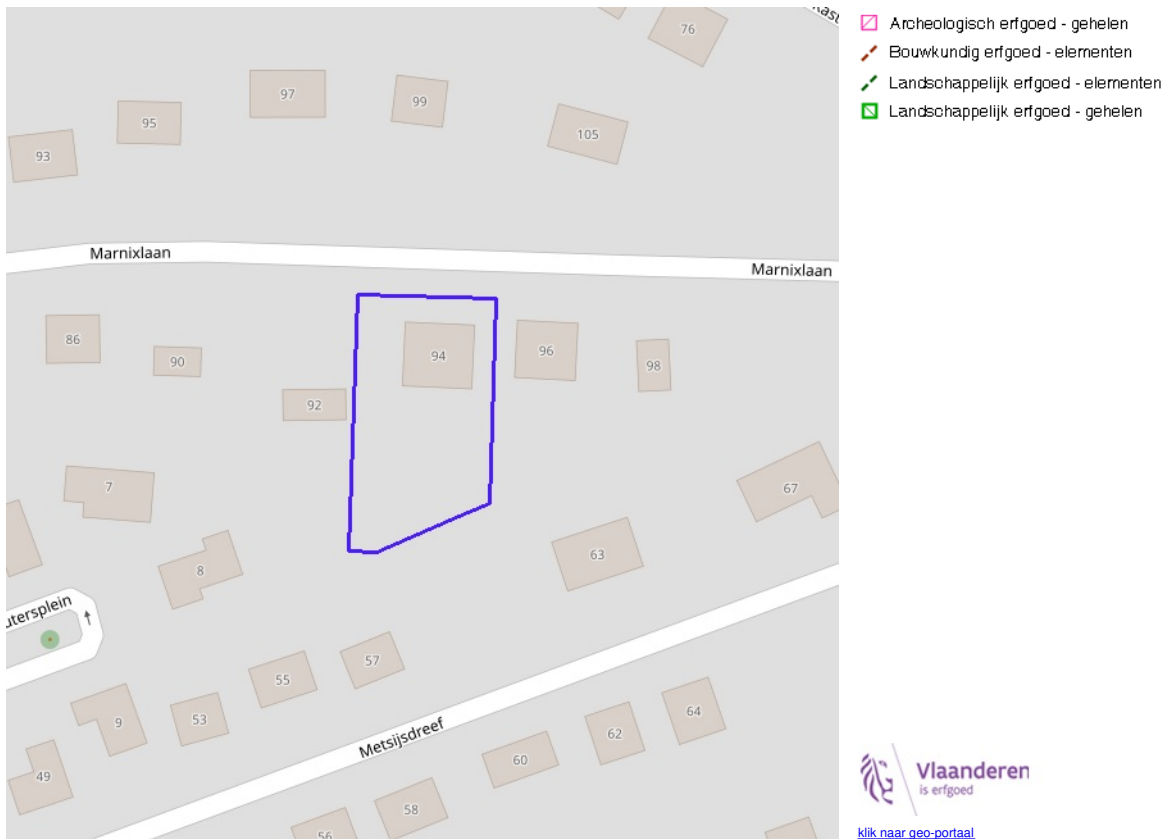 Kast
76
97
99
95
105
93
Marnixlaan
Marnixlaan
86
90
94
96
98
92
7
67
8
63
utersplein
57
55
9
53
64
62
Metsijsdreef
60
49
58
56
Archeologisch erfgoed - gehelen
Bouwkundig erfgoed - elementen
Landschappelijk erfgoed - elementen
Landschappelijk erfgoed - gehelen
Vlaanderen
is erfgoed
klik naar geo-portaal